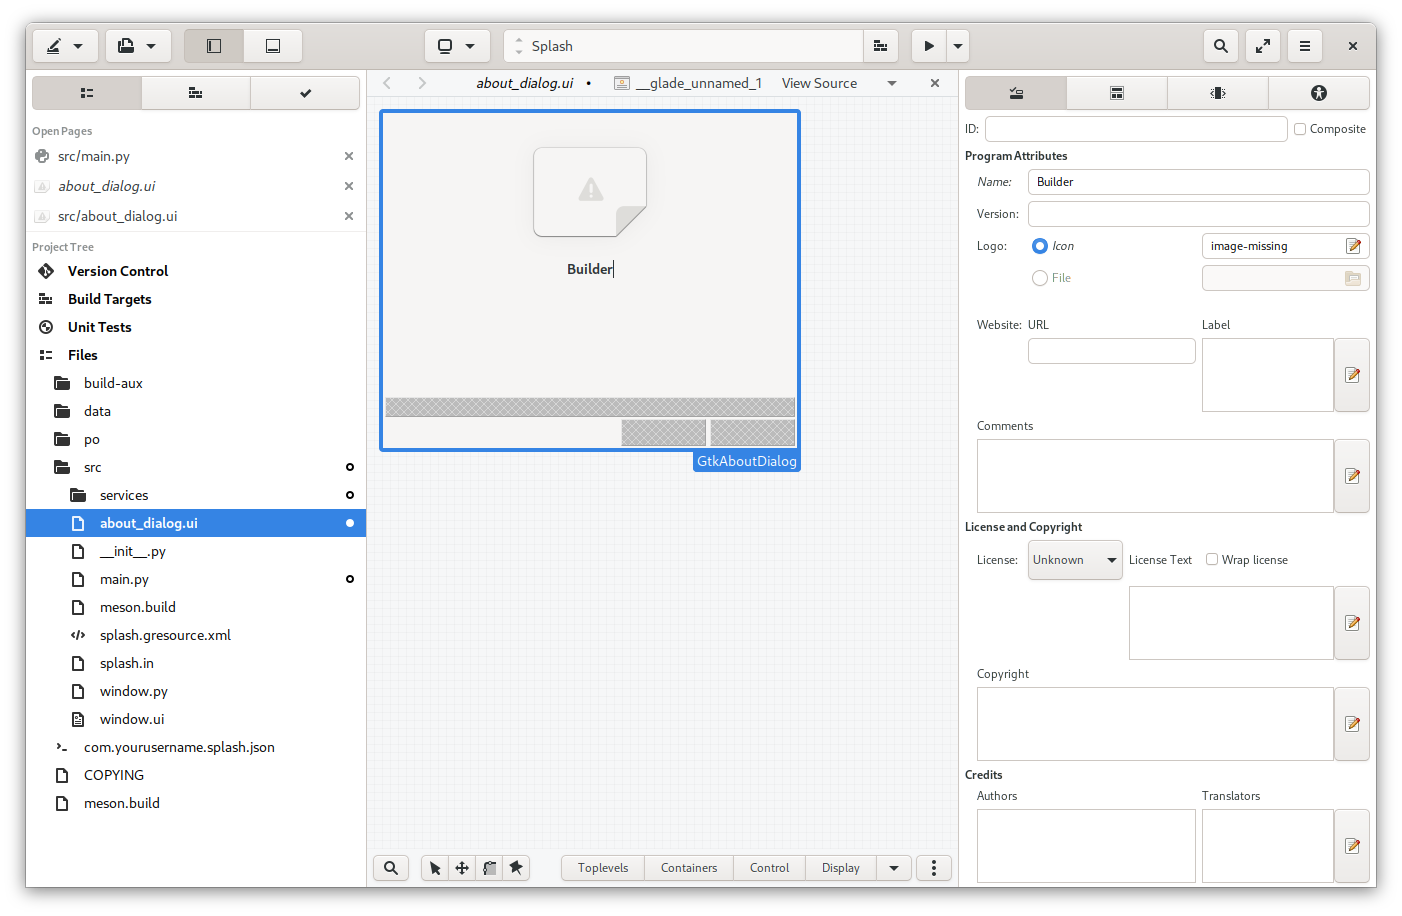 Splash
about_dialog.ui •
__glade_unnamed_1
View Source
Open Pages
src/main.py
about_dialog.ui
src/about_dialog.ui
Project Tree
Version Control
Build Targets
Unit Tests
Files
build-aux
data
po
src
services
about_dialog.ui
__init__.py
main.py
meson.build
splash.gresource.xml
splash.in
window.py
window.ui
com.yourusername.splash.json
COPYING
meson.build
Builder
GtkAboutDialog
Toplevels
Containers
Control
Display
ID:
Composite
Program Attributes
Name: Builder
Version:
Logo: Icon image-missing
File
Website: URL Label
Comments
License and Copyright
License: Unknown License Text Wrap license
Copyright
Credits
Authors Translators